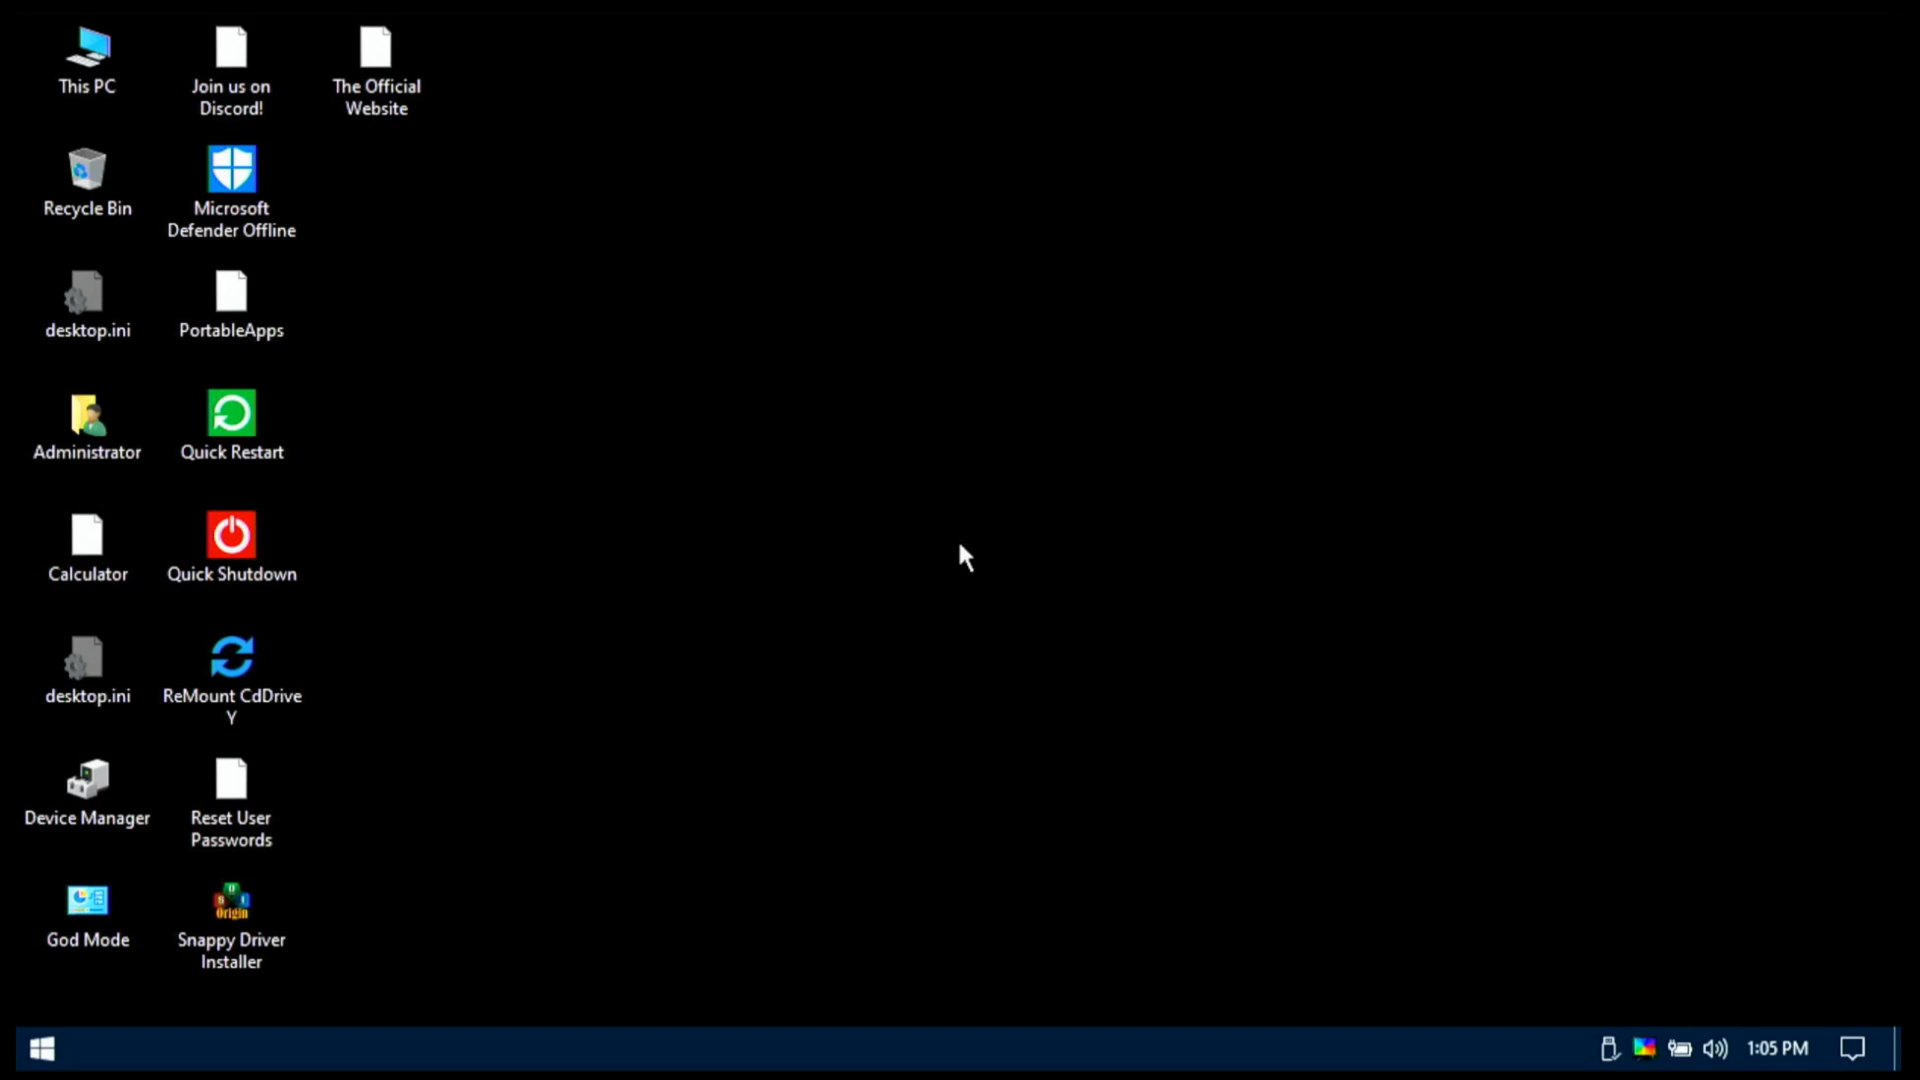 This PC
Join us on
Discord!
The Official
Website
Recycle Bin
Microsoft
Defender Offline
desktop.ini
PortableApps
Administrator
Quick Restart
Calculator
Quick Shutdown
desktop.ini
ReMount CdDrive
Y
Device Manager
Reset User
Passwords
God Mode
Origin
Snappy Driver
Installer
1:05 PM